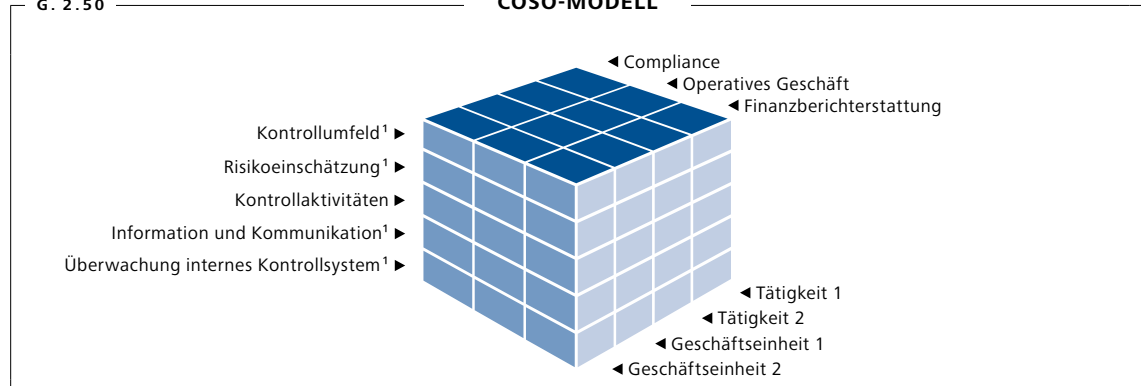 G. 2.50
COSO-MODELL
Compliance
Operatives Geschäft
Finanzberichterstattung
Kontrollumfeld¹
Risikoeinschätzung¹
Kontrollaktivitäten
Information und Kommunikation¹
Überwachung internes Kontrollsystem¹
Tätigkeit 1
Tätigkeit 2
Geschäftseinheit 1
Geschäftseinheit 2